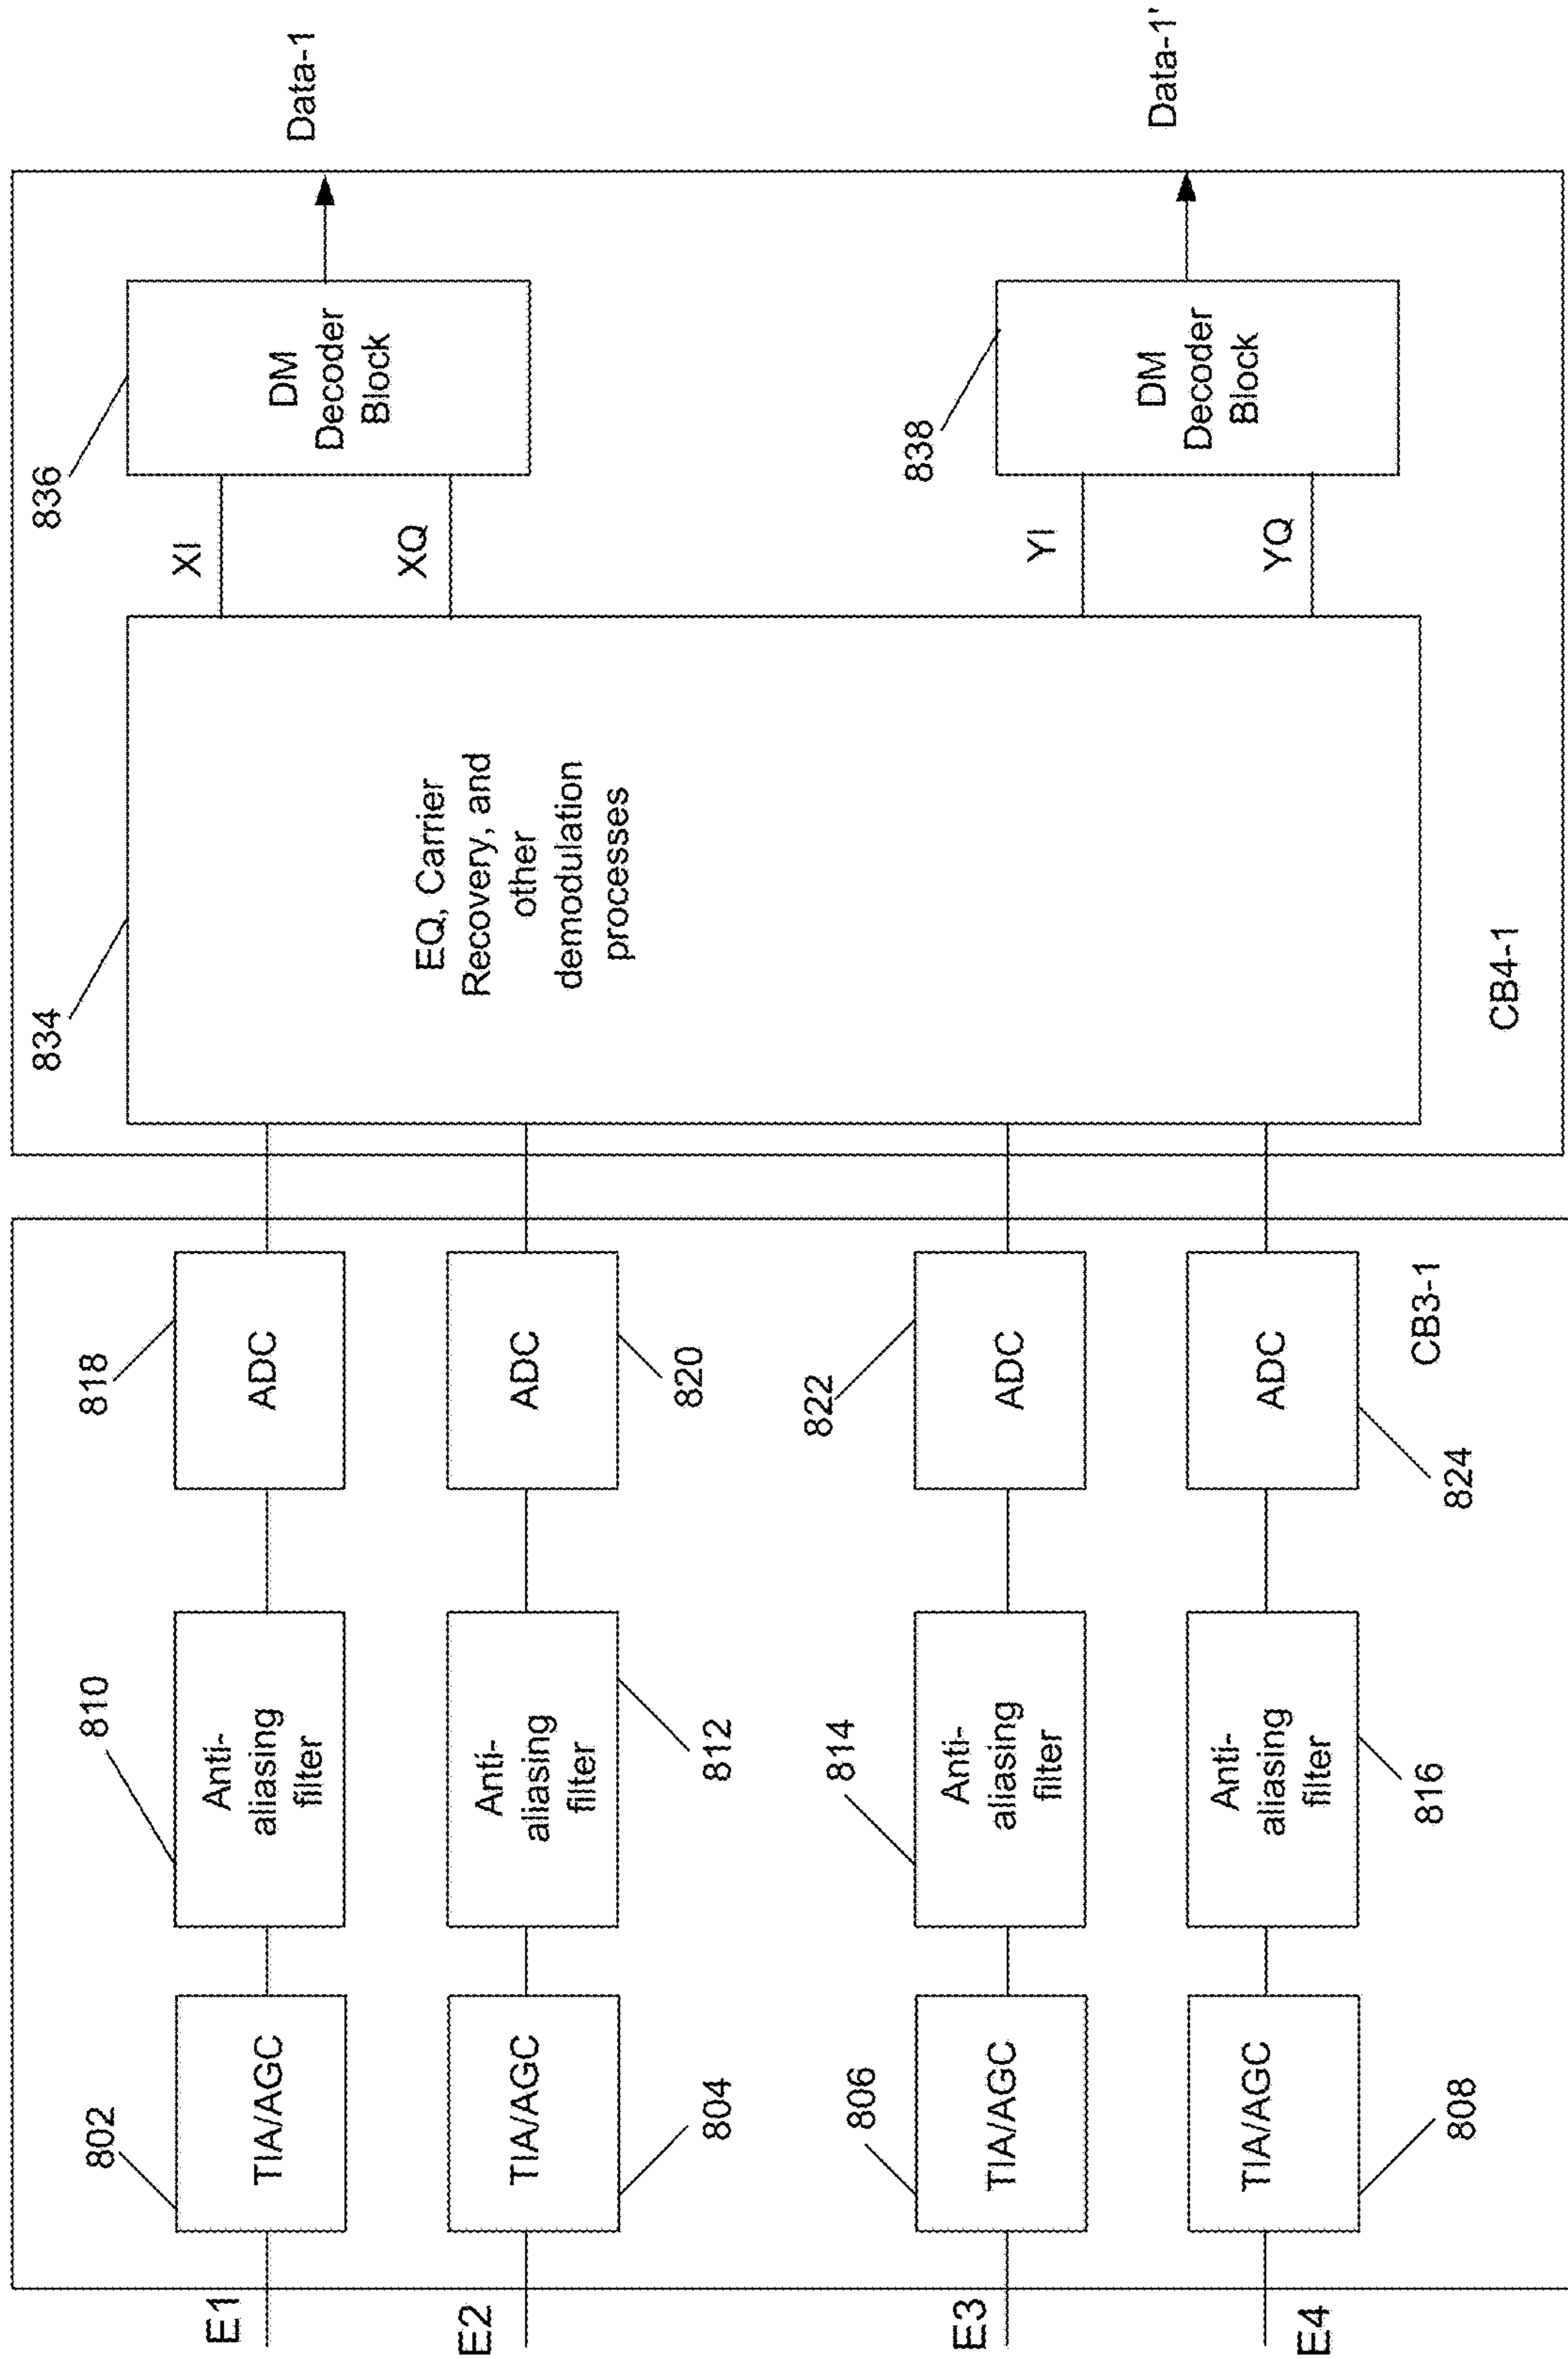 E1
802
TIA/AGC
810
Anti-
aliasing
filter
818
ADC
E2
TIA/AGC
804
Anti-
aliasing
filter
812
ADC
820
E3
806
TIA/AGC
814
Anti-
aliasing
filter
822
ADC
E4
TIA/AGC
808
Anti-
aliasing
filter
816
ADC
824
CB3-1
834
EQ, Carrier
Recovery, and
other
demodulation
processes
CB4-1
XI
XQ
836
DM
Decoder
Block
Data-1
YI
YQ
838
DM
Decoder
Block
Data-1'